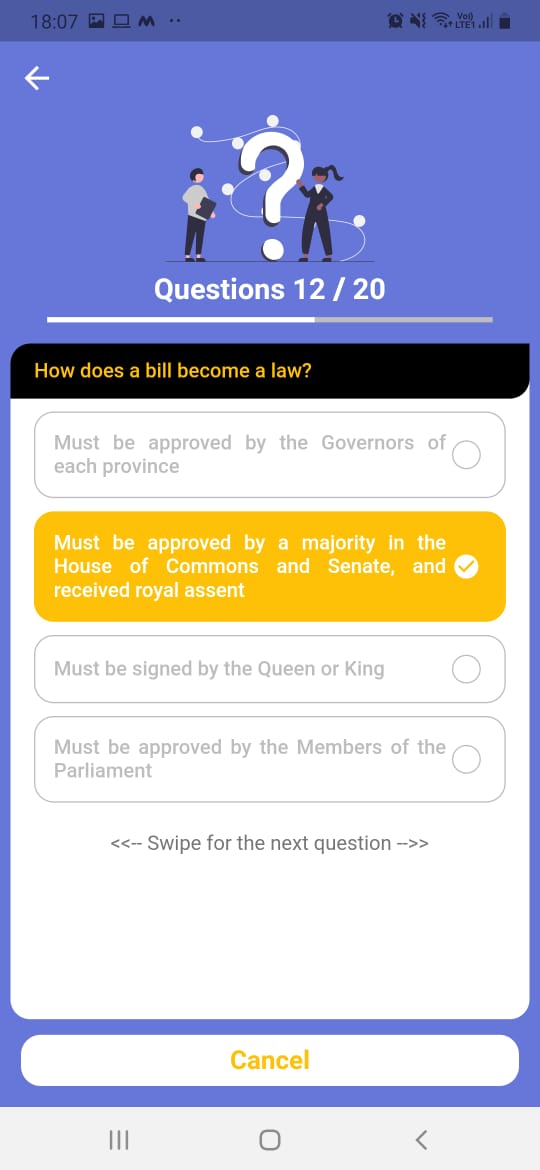 18:07
Vo)
LTE1
Questions 12 / 20
How does a bill become a law?
Must be approved by the Governors of
each province
Must be approved by a majority in the
House of Commons and Senate, and
received royal assent
Must be signed by the Queen or King
Must be approved by the Members of the
Parliament
<<-- Swipe for the next question -->>
Cancel